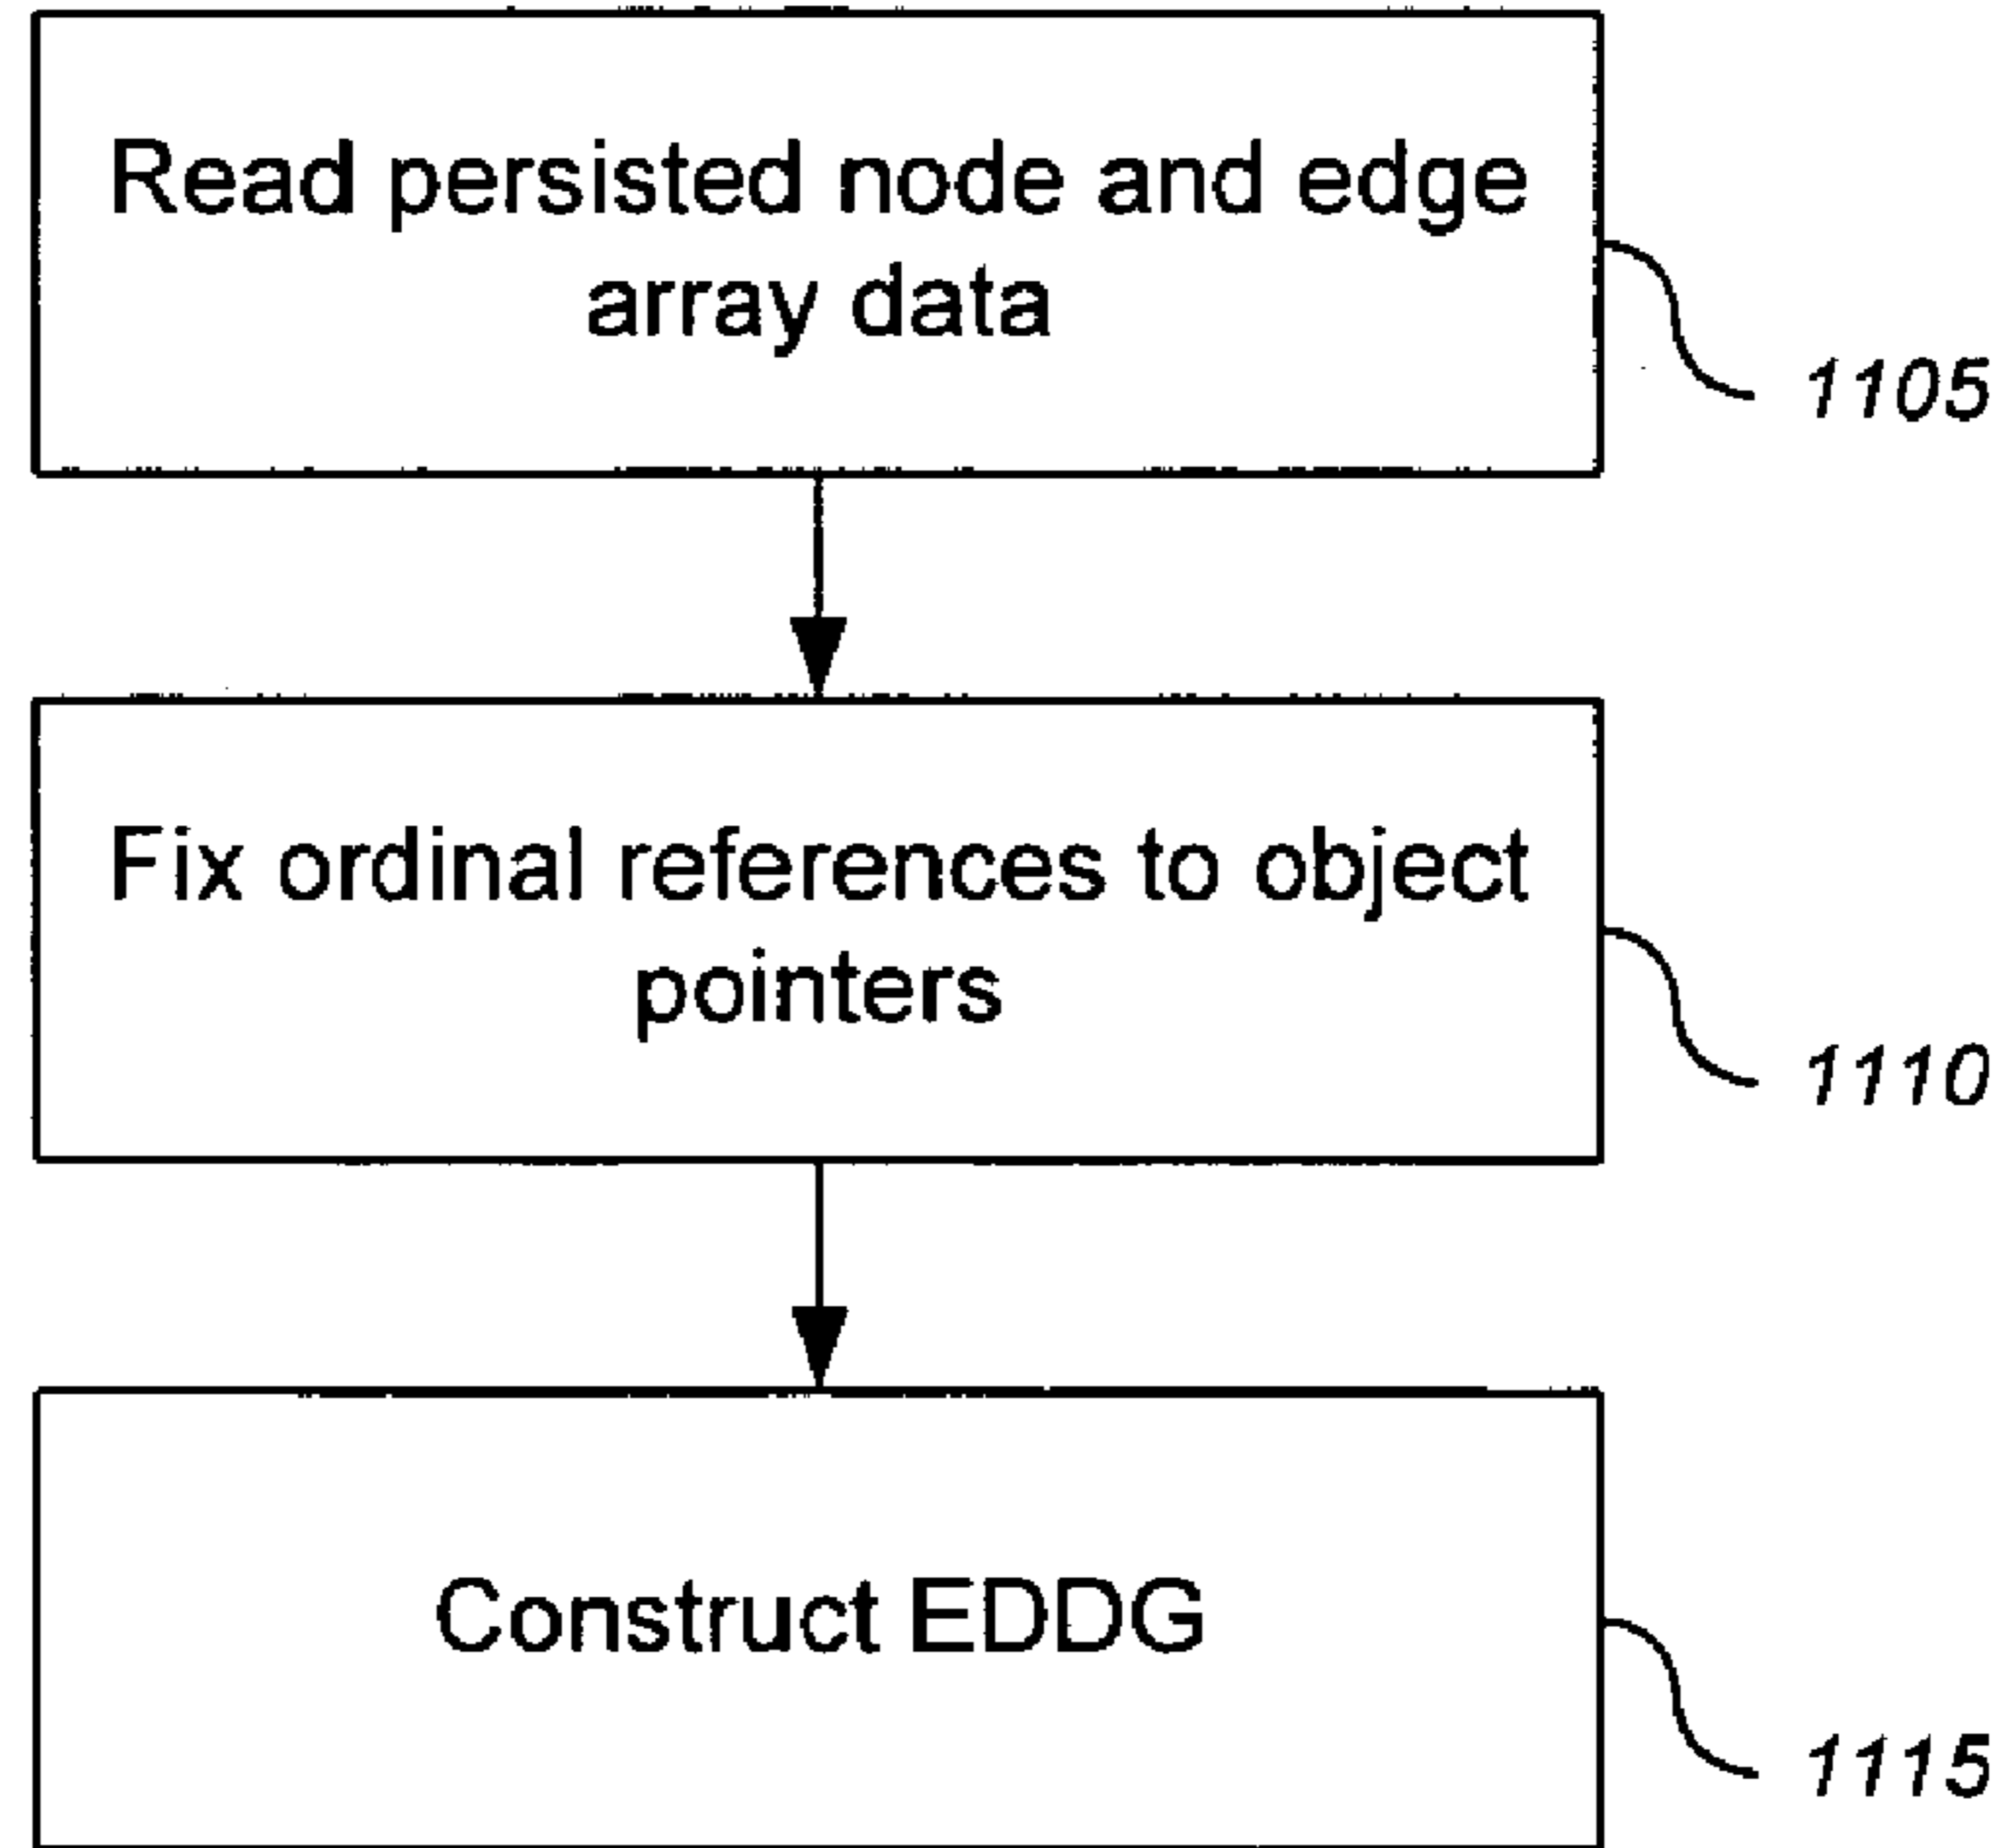 Read persisted node and edge
array data
1105
Fix ordinal references to object
pointers
1110
Construct EDDG
1115